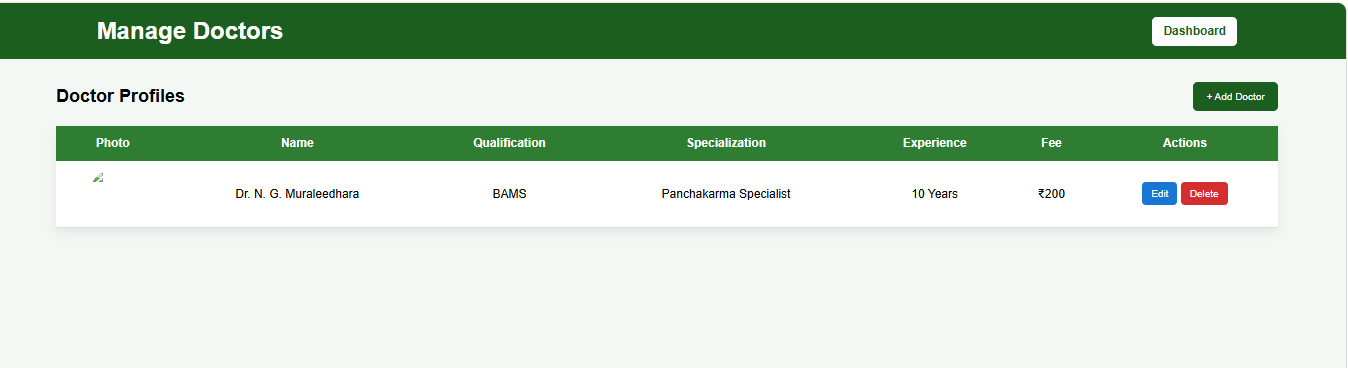 Manage Doctors Dashboard
Doctor Profiles + Add Doctor
Photo Name Qualification Specialization Experience Fee Actions
Dr. N. G. Muraleedhara BAMS Panchakarma Specialist 10 Years ₹200 Edit Delete